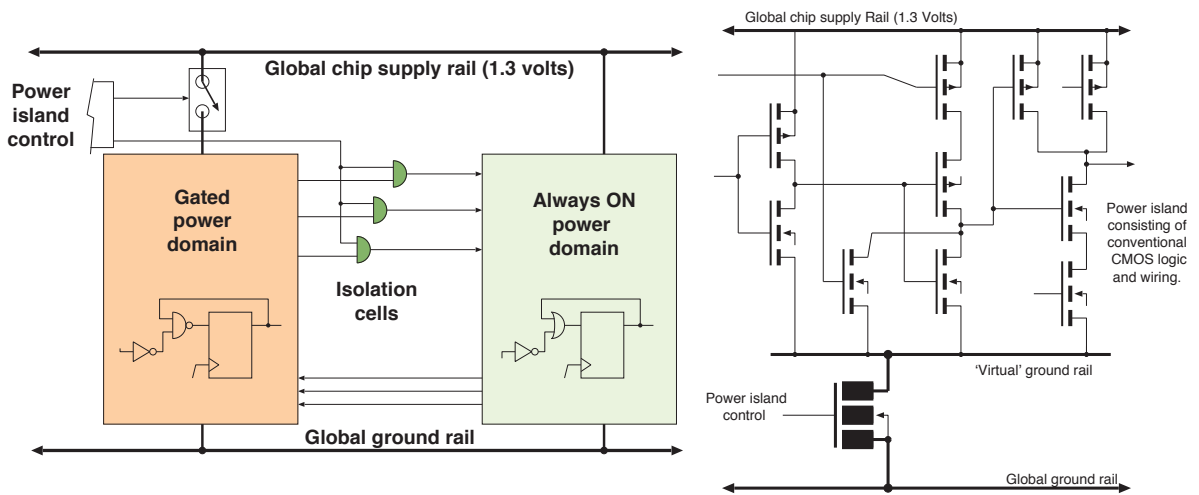 Global chip supply rail (1.3 volts)
Power
island
control
Gated
power
domain
Always ON
power
domain
Isolation
cells
Global ground rail
Global chip supply Rail (1.3 Volts)
Power island
consisting of
conventional
CMOS logic
and wiring.
'Virtual' ground rail
Power island
control
Global ground rail